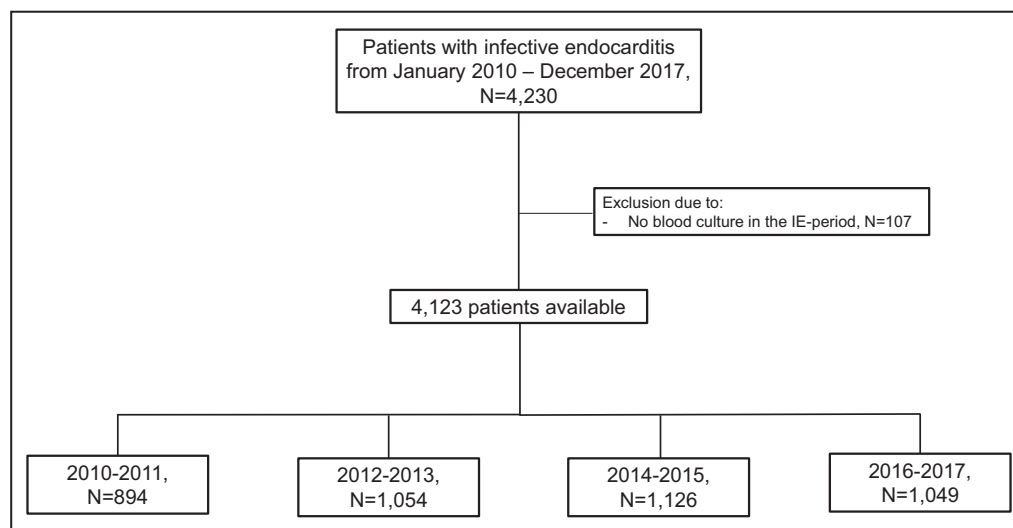 Patients with infective endocarditis
from January 2010 – December 2017,
N=4,230
Exclusion due to:
- No blood culture in the IE-period, N=107
4,123 patients available
2010-2011,
N=894
2012-2013,
N=1,054
2014-2015,
N=1,126
2016-2017,
N=1,049